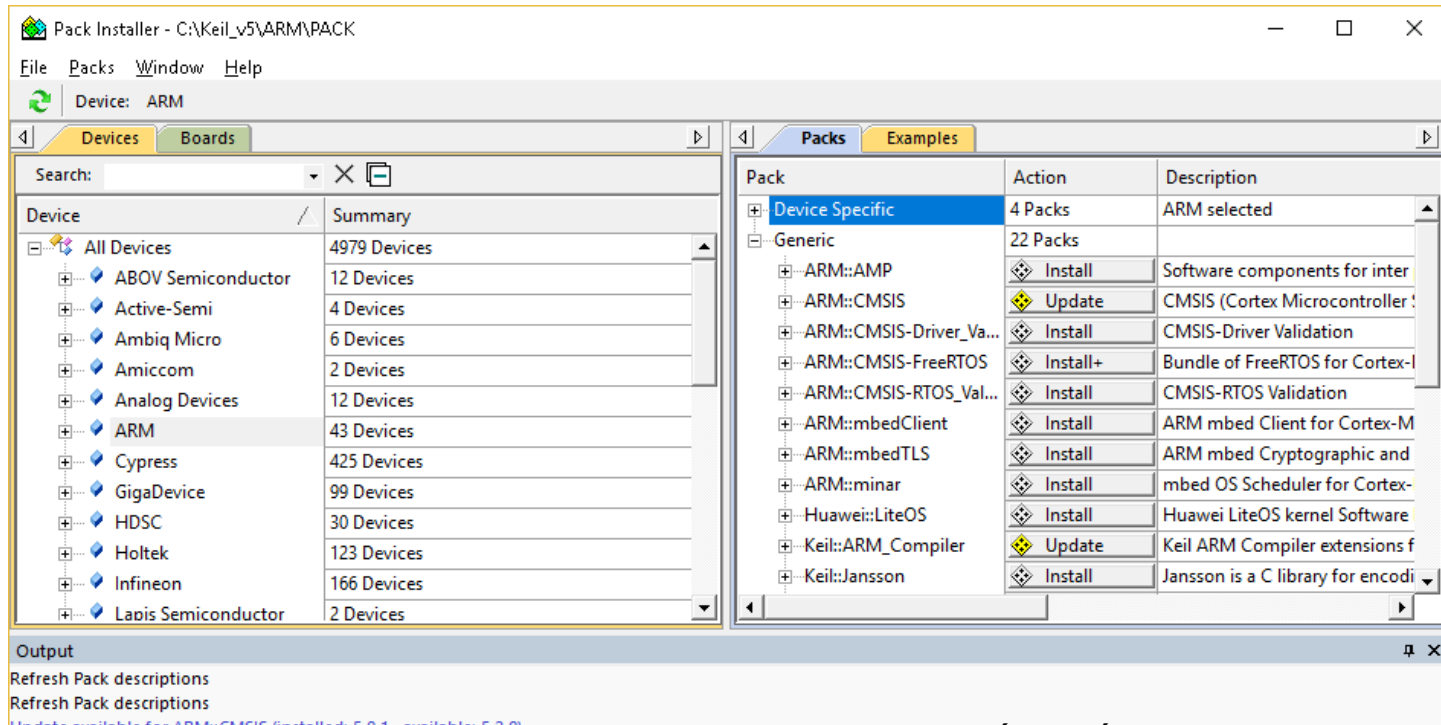 Pack Installer - C:\Keil_v5\ARM\PACK
File Packs Window Help
Device: ARM
Devices Boards
Search:
Device Summary
All Devices 4979 Devices
ABOV Semiconductor 12 Devices
Active-Semi 4 Devices
Ambiq Micro 6 Devices
Amiccom 2 Devices
Analog Devices 12 Devices
ARM 43 Devices
Cypress 425 Devices
GigaDevice 99 Devices
HDSC 30 Devices
Holtek 123 Devices
Infineon 166 Devices
Lapis Semiconductor 2 Devices
Packs Examples
Pack Action Description
Device Specific 4 Packs ARM selected
Generic 22 Packs
ARM::AMP Install Software components for inter
ARM::CMSIS Update CMSIS (Cortex Microcontroller
ARM::CMSIS-Driver_Va... Install CMSIS-Driver Validation
ARM::CMSIS-FreeRTOS Install+ Bundle of FreeRTOS for Cortex-
ARM::CMSIS-RTOS_Val... Install CMSIS-RTOS Validation
ARM::mbedClient Install ARM mbed Client for Cortex-M
ARM::mbedTLS Install ARM mbed Cryptographic and
ARM::minar Install mbed OS Scheduler for Cortex-
Huawei::LiteOS Install Huawei LiteOS kernel Software
Keil::ARM_Compiler Update Keil ARM Compiler extensions f
Keil::Jansson Install Jansson is a C library for encodi
Output
Refresh Pack descriptions
Refresh Pack descriptions